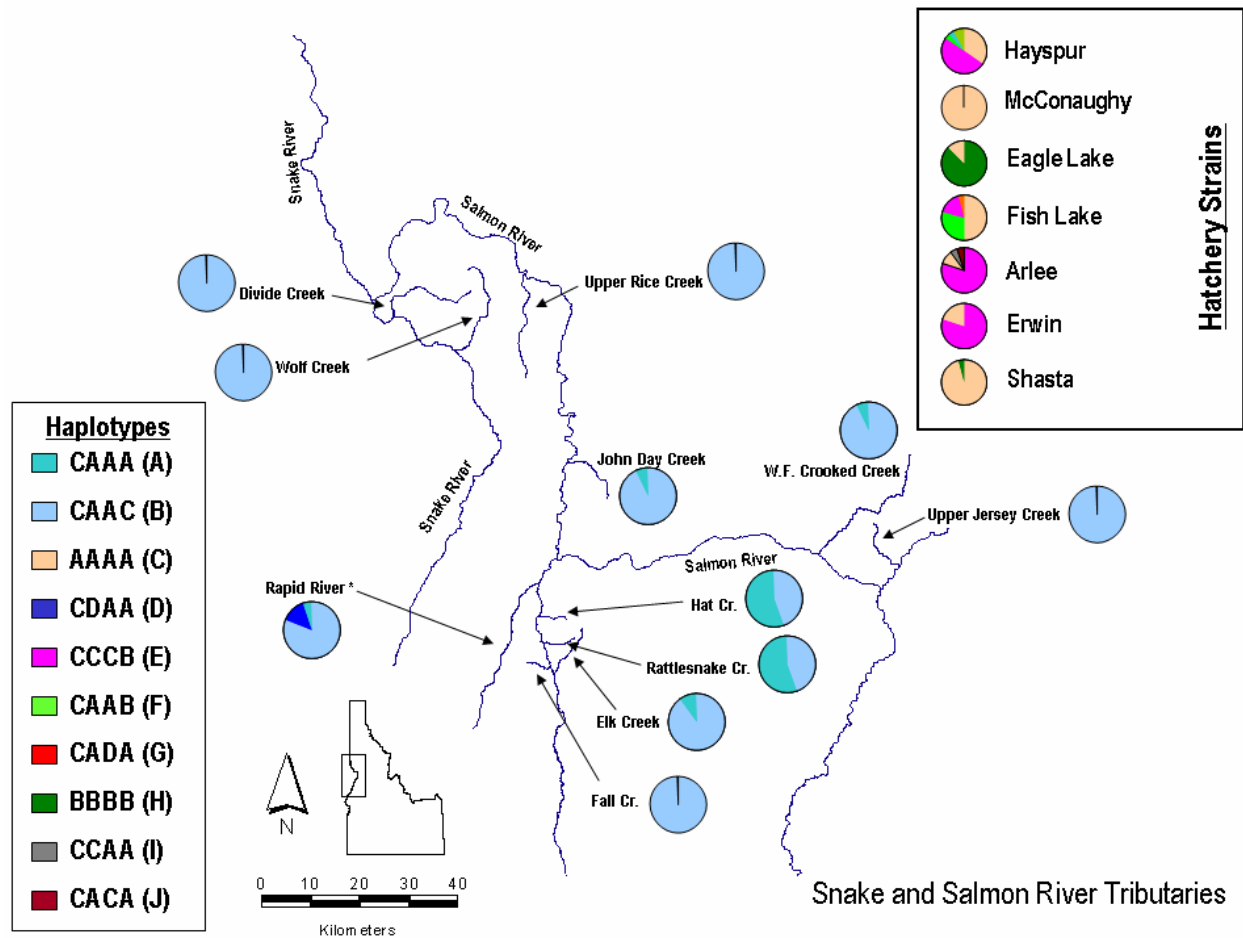 Hayspur
McConaughy
Eagle Lake
Fish Lake
Arlee
Erwin
Shasta
Hatchery Strains
Snake River
Salmon River
Divide Creek
Upper Rice Creek
Wolf Creek
Haplotypes
CAAA (A)
CAAC (B)
AAAA (C)
CDAA (D)
CCCB (E)
CAAB (F)
CADA (G)
BBBB (H)
CCAA (I)
CACA (J)
John Day Creek
W.F. Crooked Creek
Snake River
Upper Jersey Creek
Salmon River
Rapid River *
Hat Cr.
Rattlesnake Cr.
Elk Creek
Fall Cr.
N
0 10 20 30 40
Kilometers
Snake and Salmon River Tributaries